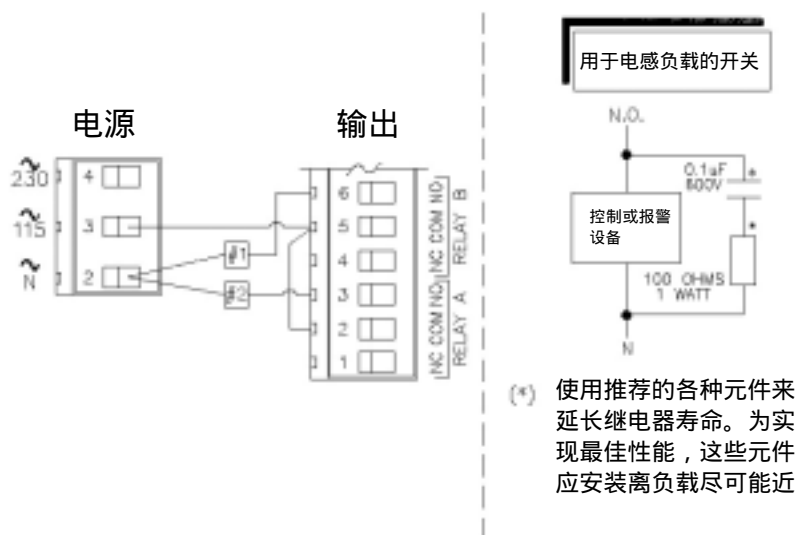 电源
~
230
4
~
115
3
~
N
2
#1
#2
输出
6
5
4
3
2
1
NC COM NO
RELAY B
NC COM NO
RELAY A
用于电感负载的开关
N.O.
0.1uF
600V
*
*
控制或报警
设备
100 OHMS
1 WATT
N
(*) 使用推荐的各种元件来
延长继电器寿命。为实
现最佳性能，这些元件
应安装离负载尽可能近